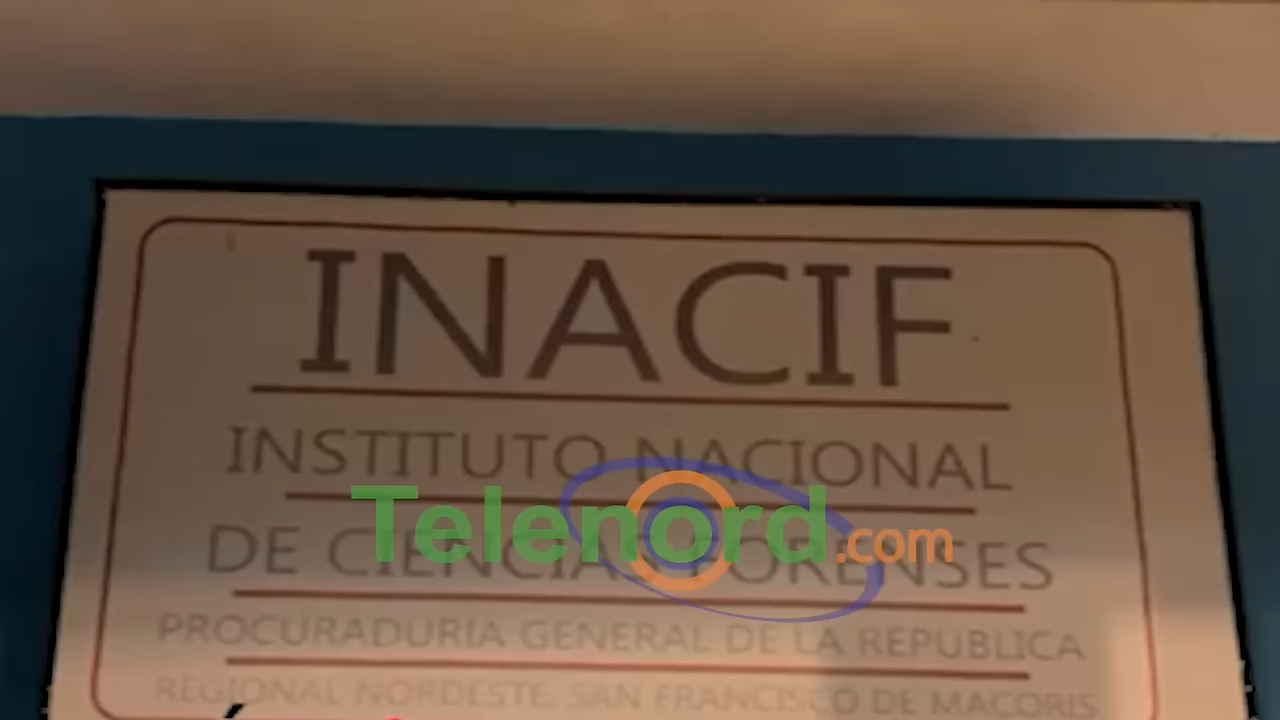 INACIF
INSTITUTO NACIONAL
DE CIENCIAS FORENSES
Telenord.com
PROCURADURIA GENERAL DE LA REPUBLICA
REGIONAL NORDESTE SAN FRANCISCO DE MACORIS